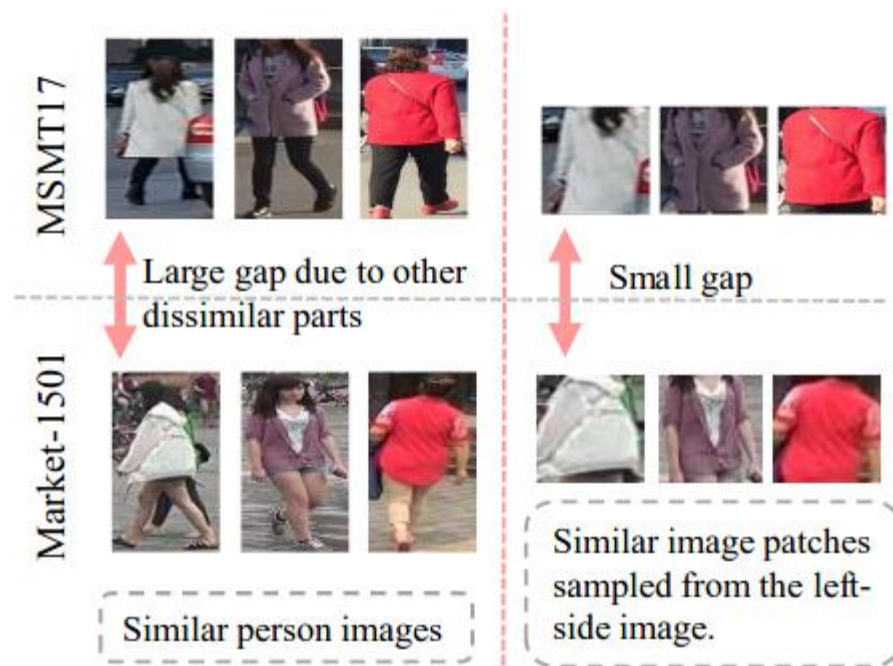 MSMT17
Large gap due to other
dissimilar parts
Small gap
Market-1501
Similar person images
Similar image patches
sampled from the left-
side image.